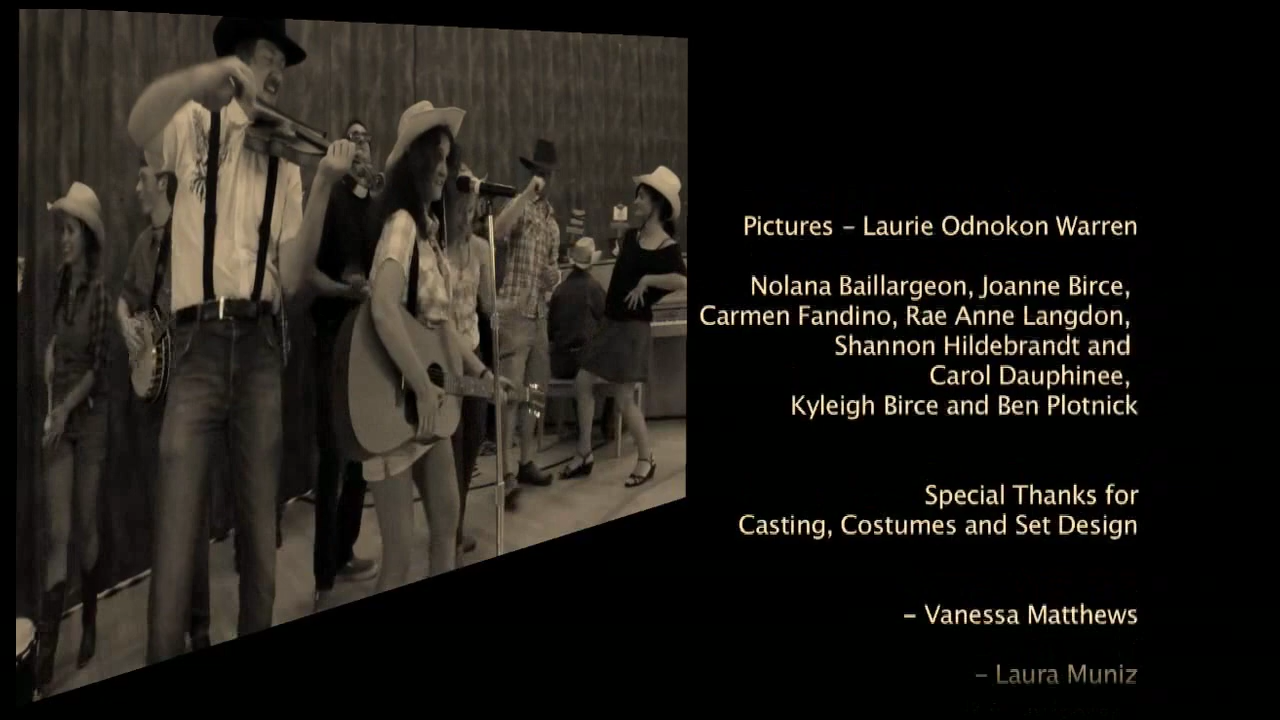 Pictures – Laurie Odnokon Warren
Nolana Baillargeon, Joanne Birce,
Carmen Fandino, Rae Anne Langdon,
Shannon Hildebrandt and
Carol Dauphinee,
Kyleigh Birce and Ben Plotnick
Special Thanks for
Casting, Costumes and Set Design
– Vanessa Matthews
– Laura Muniz